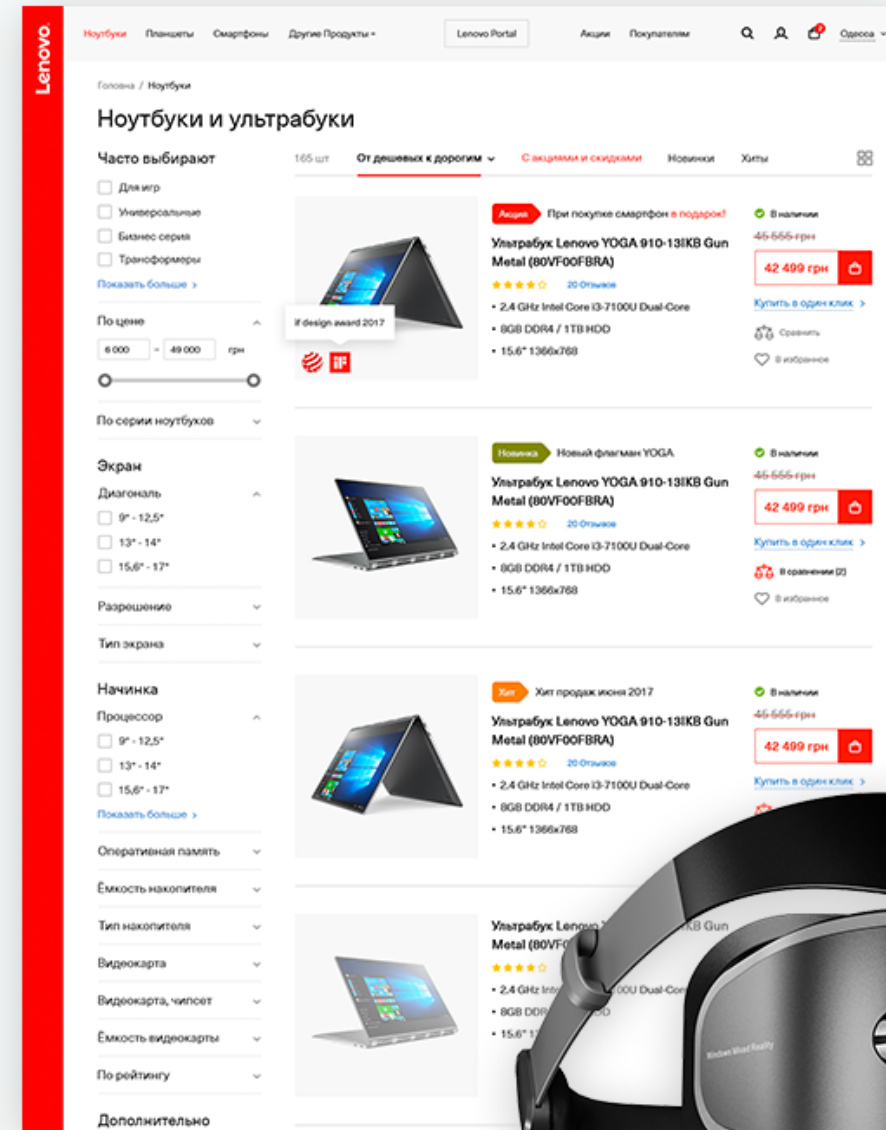 Lenovo.
Ноутбуки Планшеты Смартфоны Другие Продукты Lenovo Portal Акции Покупателям Одесса
Головна / Ноутбуки
Ноутбуки и ультрабуки
Часто выбирают
Для игр
Универсальные
Бизнес серия
Трансформеры
Показать больше >
По цене
6 000 – 49 000 грн
По серии ноутбуков
Экран
Диагональ
9" - 12,5"
13" - 14"
15,6" - 17"
Разрешение
Тип экрана
Начинка
Процессор
9" - 12,5"
13" - 14"
15,6" - 17"
Показать больше >
Оперативная память
Ёмкость накопителя
Тип накопителя
Видеокарта
Видеокарта, чипсет
Ёмкость видеокарты
По рейтингу
Дополнительно
165 шт От дешевых к дорогим С акциями и скидками Новинки Хиты
if design award 2017
iF
Акция При покупке смартфон в подарок!
Ультрабук Lenovo YOGA 910-13IKB Gun
Metal (80VF00FBRA)
20 Отзывов
• 2,4 GHz Intel Core i3-7100U Dual-Core
• 8GB DDR4 / 1TB HDD
• 15.6" 1366x768
В наличии
45 555 грн
42 499 грн
Купить в один клик >
Сравнить
В избранное
Новинка Новый флагман YOGA
Ультрабук Lenovo YOGA 910-13IKB Gun
Metal (80VF00FBRA)
20 Отзывов
• 2,4 GHz Intel Core i3-7100U Dual-Core
• 8GB DDR4 / 1TB HDD
• 15.6" 1366x768
В наличии
45 555 грн
42 499 грн
Купить в один клик >
В сравнении (2)
В избранное
Хит Хит продаж июня 2017
Ультрабук Lenovo YOGA 910-13IKB Gun
Metal (80VF00FBRA)
20 Отзывов
• 2,4 GHz Intel Core i3-7100U Dual-Core
• 8GB DDR4 / 1TB HDD
• 15.6" 1366x768
В наличии
45 555 грн
42 499 грн
Купить в один клик >
Ультрабук Lenovo
Metal
• 2,4 GHz Dual-Core
• 8GB
Windows Mixed Reality